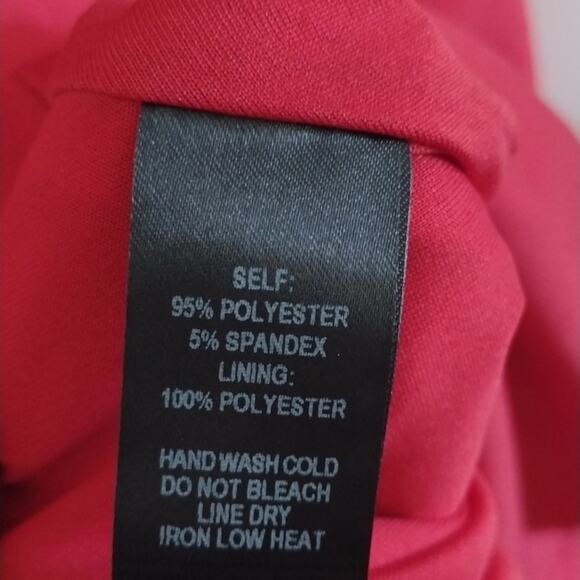 SELF:
95% POLYESTER
5% SPANDEX
LINING:
100% POLYESTER
HAND WASH COLD
DO NOT BLEACH
LINE DRY
IRON LOW HEAT